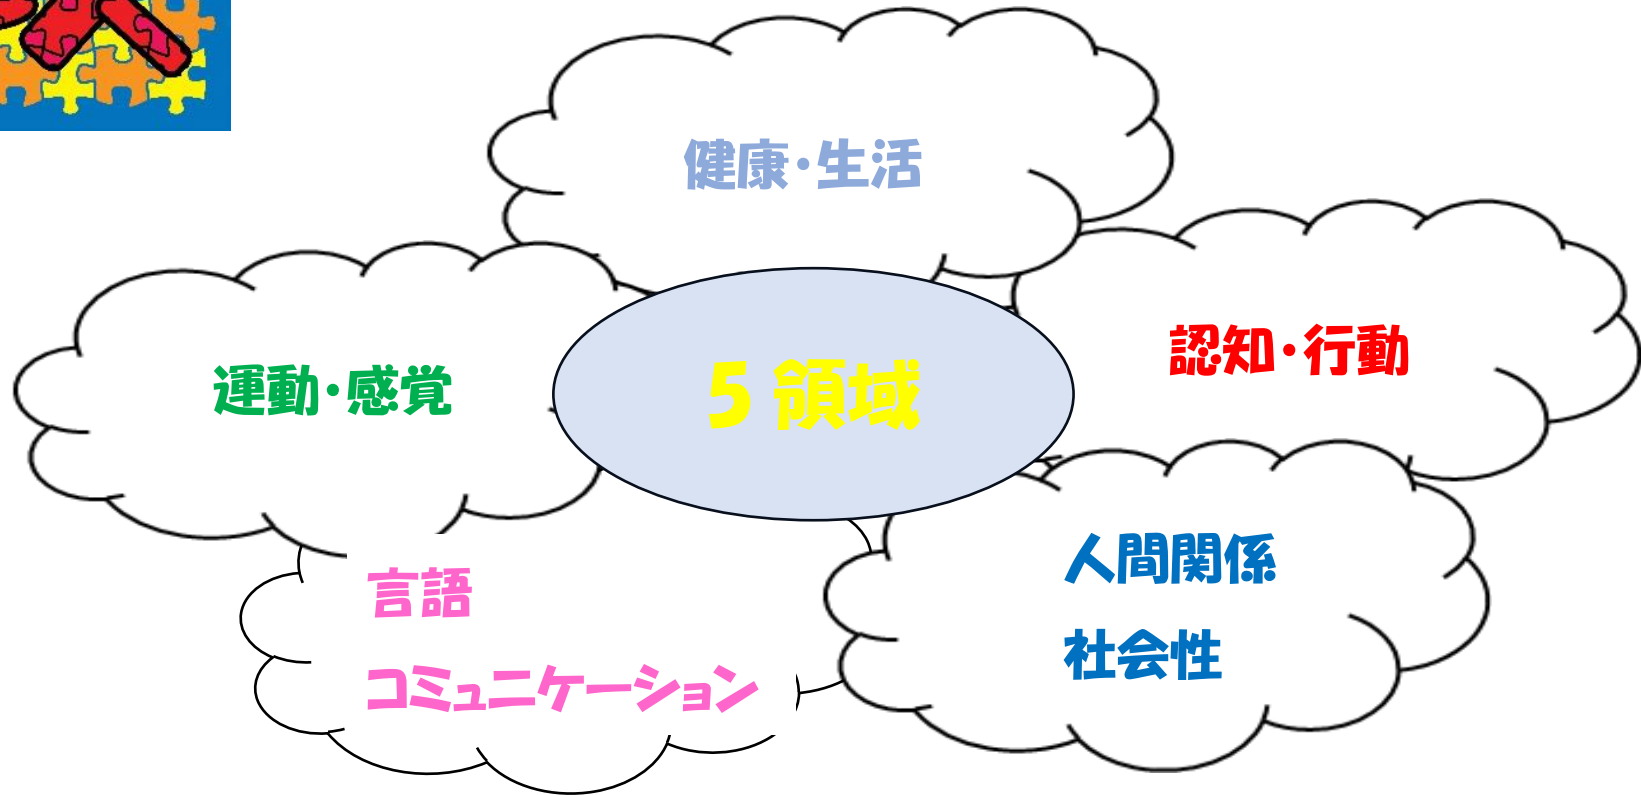 健康・生活
認知・行動
運動・感覚
5領域
人間関係
社会性
言語
コミュニケーション